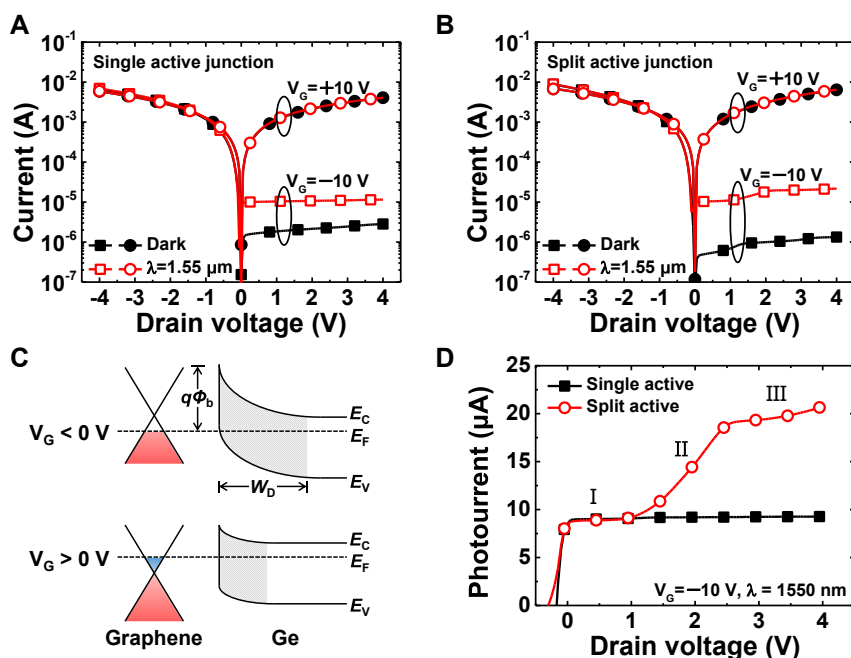 A
Single active junction
V_G=+10 V
V_G=−10 V
Dark
λ=1.55 μm
10^-1
10^-2
10^-3
10^-4
10^-5
10^-6
10^-7
Current (A)
-4 -3 -2 -1 0 1 2 3 4
Drain voltage (V)
B
Split active junction
V_G=+10 V
V_G=−10 V
Dark
λ=1.55 μm
10^-1
10^-2
10^-3
10^-4
10^-5
10^-6
10^-7
Current (A)
-4 -3 -2 -1 0 1 2 3 4
Drain voltage (V)
C
qΦ_b
E_C
V_G < 0 V
E_F
W_D
E_V
E_C
V_G > 0 V
E_F
E_V
Graphene Ge
D
Single active
Split active
I
II
III
V_G=−10 V, λ = 1550 nm
25
20
15
10
5
0
Photourrent (μA)
0 1 2 3 4
Drain voltage (V)